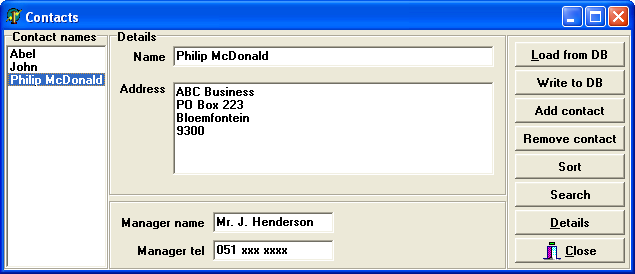 Contacts
Contact names
Abel
John
Philip McDonald
Details
Name
Philip McDonald
Address
ABC Business
PO Box 223
Bloemfontein
9300
Manager name
Mr. J. Henderson
Manager tel
051 xxx xxxx
Load from DB
Write to DB
Add contact
Remove contact
Sort
Search
Details
Close